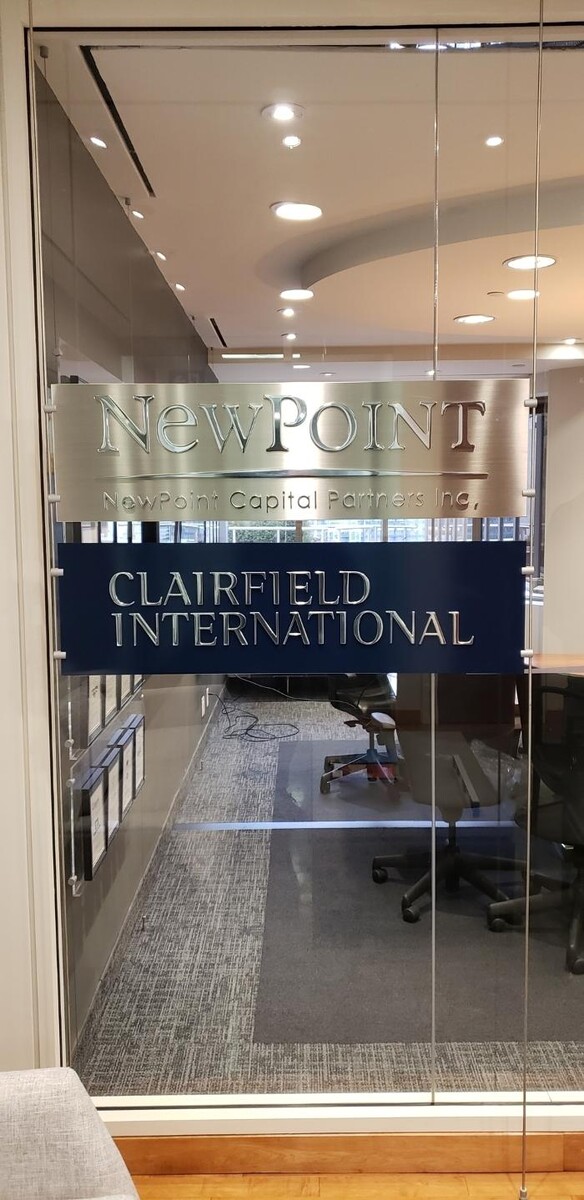 NewPoint
NewPoint Capital Partners Inc.
CLAIRFIELD
INTERNATIONAL